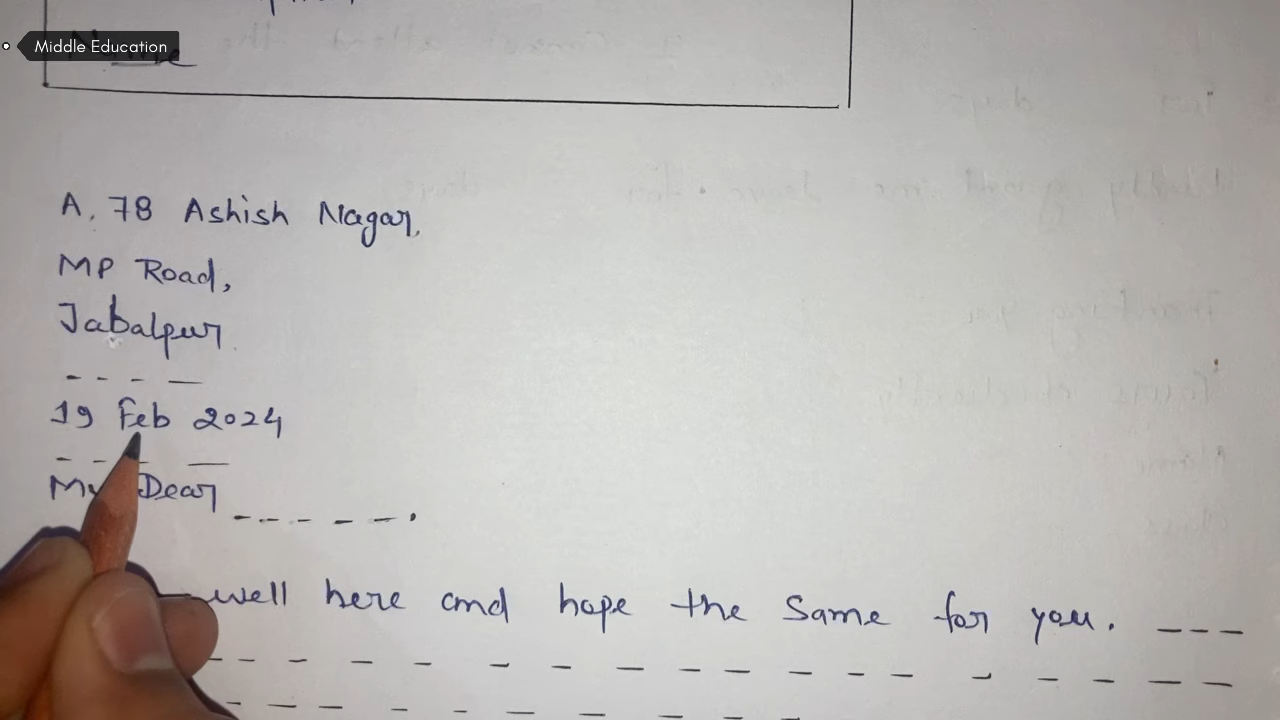 Middle Education
Name
A. 78 Ashish Nagar,
MP Road,
Jabalpur
19 Feb 2024
My Dear
well here and hope the same for you.